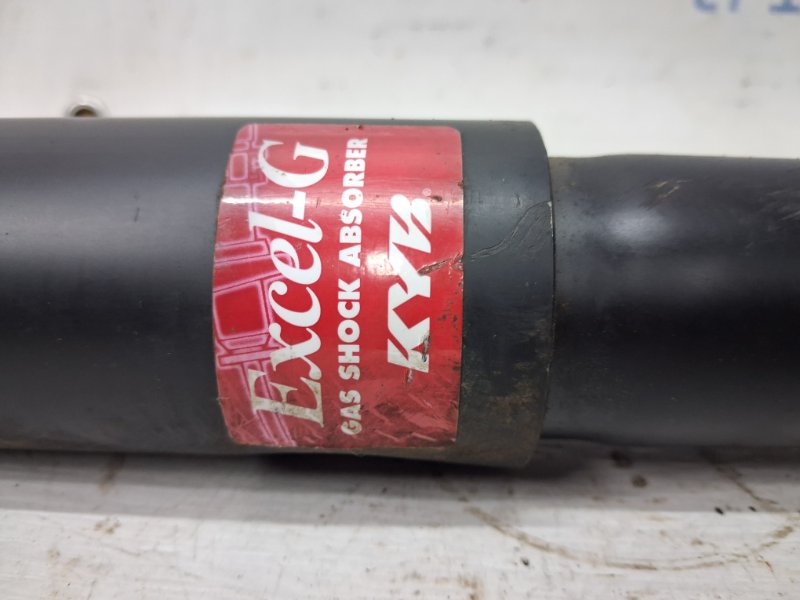 Excel-G
GAS SHOCK ABSORBER
KYB®